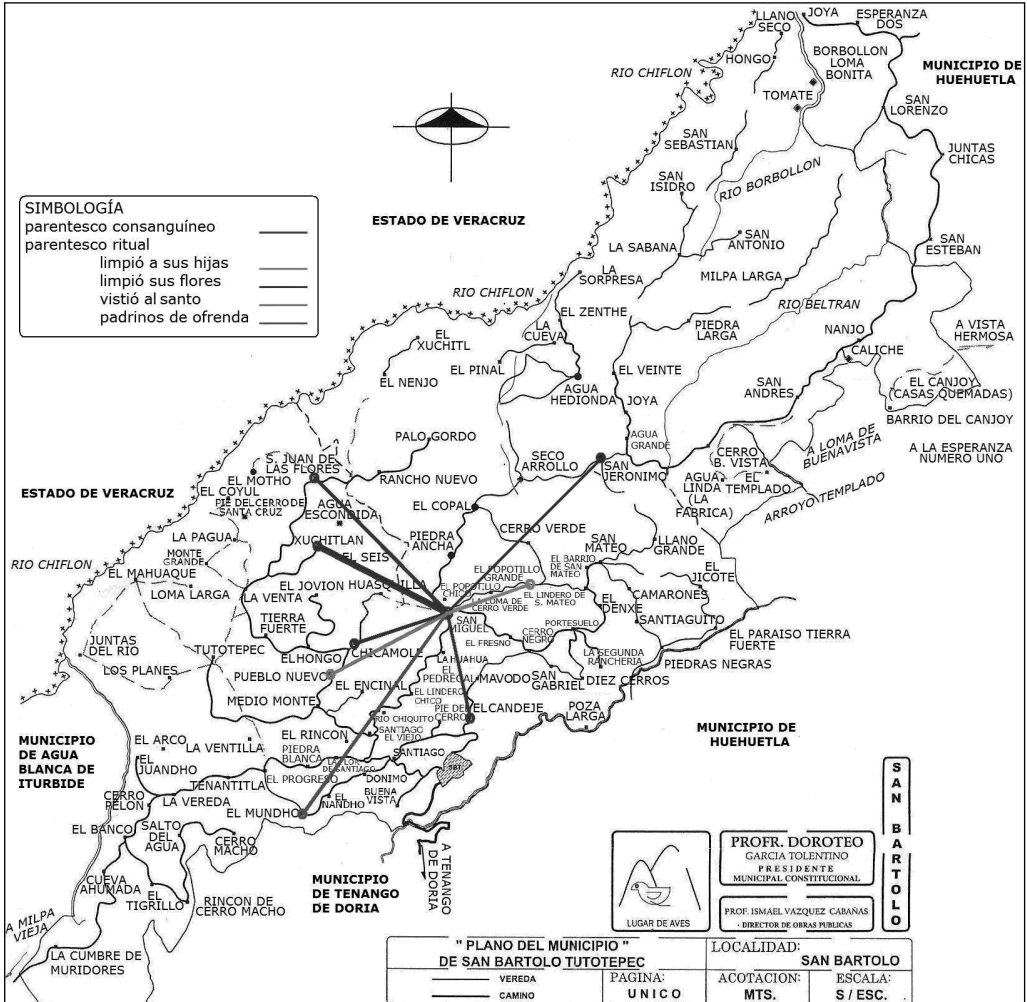 LLANO
SECO
JOYA
ESPERANZA
DOS
HONGO
BORBOLLON
LOMA
BONITA
MUNICIPIO DE
HUEHUETLA
RIO CHIFLON
TOMATE
SAN
LORENZO
SAN
SEBASTIAN
JUNTAS
CHICAS
RIO BORBOLLON
SAN
ISIDRO
SIMBOLOGÍA
parentesco consanguíneo
parentesco ritual
limpió a sus hijas
limpió sus flores
vistió al santo
padrinos de ofrenda
ESTADO DE VERACRUZ
LA SABANA
SAN
ANTONIO
SAN
ESTEBAN
LA
SORPRESA
MILPA LARGA
RIO CHIFLON
RIO BELTRAN
EL ZENTHE
LA
CUEVA
PIEDRA
LARGA
NANJO
A VISTA
HERMOSA
EL
XUCHITL
CALICHE
EL NENJO
EL PINAL
AGUA
HEDIONDA
EL VEINTE
SAN
ANDRES
EL CANJOY
(CASAS QUEMADAS)
JOYA
BARRIO DEL CANJOY
PALO GORDO
AGUA
GRANDE
A LOMA DE
BUENAVISTA
A LA ESPERANZA
NUMERO UNO
S. JUAN DE
LAS FLORES
SECO
ARROLLO
SAN
JERONIMO
CERRO
B. VISTA
EL MOTHO
RANCHO NUEVO
AGUA
LINDA
(LA
FABRICA)
EL
TEMPLADO
ESTADO DE VERACRUZ
EL COYUL
PIE DEL CERRO DE
SANTA CRUZ
AGUA
ESCONDIDA
EL COPAL
ARROYO TEMPLADO
CERRO VERDE
LA PAGUA
XUCHITLAN
PIEDRA
ANCHA
SAN
MATEO
LLANO
GRANDE
MONTE
GRANDE
EL SEIS
EL BARRIO
DE SAN
MATEO
RIO CHIFLON
EL MAHUAQUE
EL POPOTILLO
GRANDE
EL
JICOTE
LOMA LARGA
EL JOVION
HUASQUILLA
EL POPOTILLO
CHICO
LA LOMA DE
CERRO VERDE
EL LINDERO DE
S. MATEO
CAMARONES
LA VENTA
EL
DENXE
TIERRA
FUERTE
SAN
MIGUEL
SANTIAGUITO
JUNTAS
DEL RIO
PORTESUELO
CERRO
NEGRO
EL FRESNO
EL PARAISO TIERRA
FUERTE
TUTOTEPEC
ELHONGO
CHICAMOLE
LA HUAHUA
LA SEGUNDA
RANCHERIA
PIEDRAS NEGRAS
LOS PLANES
PUEBLO NUEVO
EL
PEDREGAL
MAVODO
SAN
GABRIEL
DIEZ CERROS
EL ENCINAL
EL LINDERO
CHICO
MEDIO MONTE
PIE DEL
CERRO
ELCANDEJE
POZA
LARGA
RIO CHIQUITO
SANTIAGO
EL VIEJO
MUNICIPIO DE
HUEHUETLA
MUNICIPIO
DE AGUA
BLANCA DE
ITURBIDE
EL ARCO
EL RINCON
LA VENTILLA
PIEDRA
BLANCA
SANTIAGO
EL
JUANDHO
DE SANTIAGO
SBT
EL PROGRESO
DONIMO
TENANTITLA
BUENA
VISTA
CERRO
PELON
LA VEREDA
EL
NANDHO
EL MUNDHO
EL BANCO
SALTO
DEL
AGUA
CERRO
MACHO
A TENANGO
DE DORIA
CUEVA
AHUMADA
EL
TIGRILLO
RINCON DE
CERRO MACHO
MUNICIPIO
DE TENANGO
DE DORIA
A MILPA
VIEJA
LA CUMBRE DE
MURIDORES
LUGAR DE AVES
PROFR. DOROTEO
GARCIA TOLENTINO
PRESIDENTE
MUNICIPAL CONSTITUCIONAL
PROF. ISMAEL VAZQUEZ CABAÑAS
· DIRECTOR DE OBRAS PUBLICAS
SAN BARTOLO
" PLANO DEL MUNICIPIO "
DE SAN BARTOLO TUTOTEPEC
VEREDA
CAMINO
PAGINA:
UNICO
LOCALIDAD:
SAN BARTOLO
ACOTACION:
MTS.
ESCALA:
S / ESC.